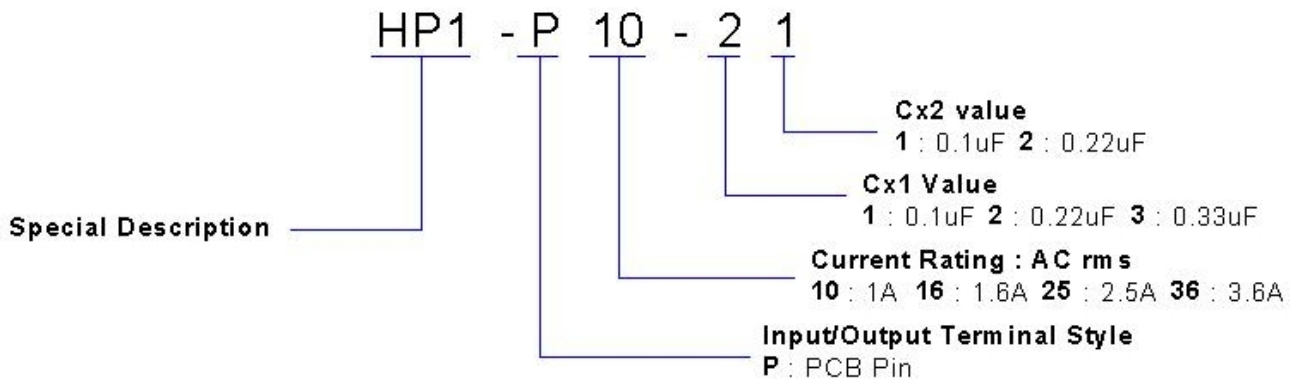 HP1 - P 10 - 2 1
Cx2 value
1 : 0.1uF 2 : 0.22uF
Cx1 Value
1 : 0.1uF 2 : 0.22uF 3 : 0.33uF
Special Description
Current Rating : AC rms
10 : 1A 16 : 1.6A 25 : 2.5A 36 : 3.6A
Input/Output Terminal Style
P : PCB Pin